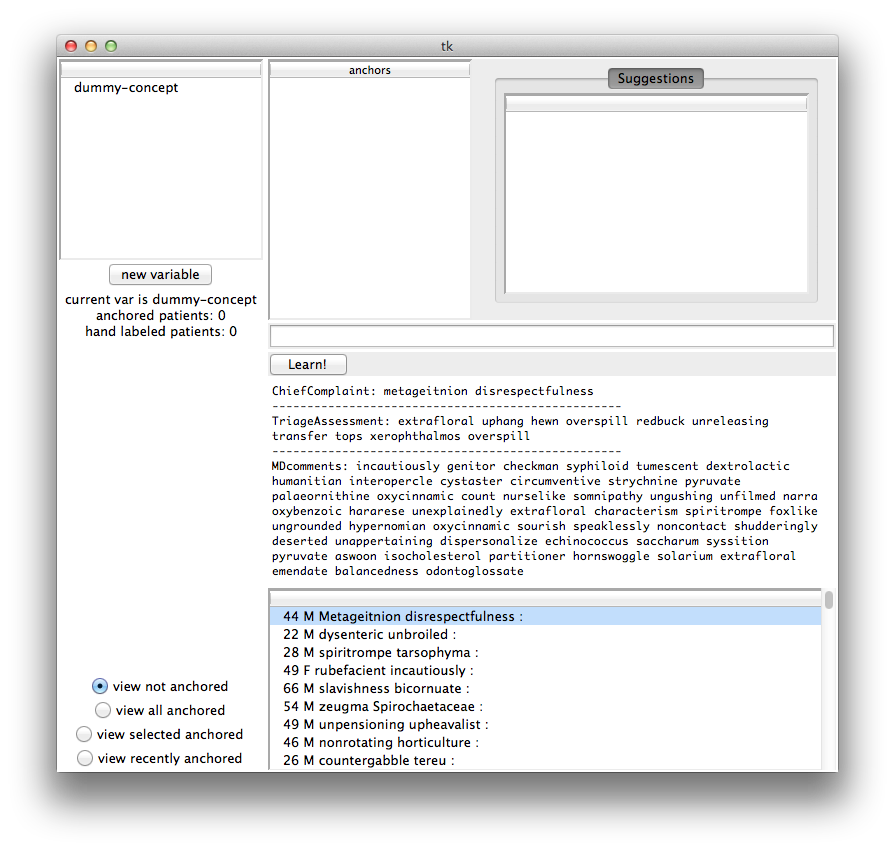 tk
dummy-concept
anchors
Suggestions
new variable
current var is dummy-concept
anchored patients: 0
hand labeled patients: 0
Learn!
ChiefComplaint: metageitnion disrespectfulness
--------------------------------------------------
TriageAssessment: extrafloral uphang hewn overspill redbuck unreleasing
transfer tops xerophthalmos overspill
--------------------------------------------------
MDcomments: incautiously genitor checkman syphiloid tumescent dextrolactic
humanitian interopercle cystaster circumventive strychnine pyruvate
palaeornithine oxycinnamic count nurselike somnipathy ungushing unfilmed narra
oxybenzoic hararese unexplainedly extrafloral characterism spiritrompe foxlike
ungrounded hypernomian oxycinnamic sourish speaklessly noncontact shudderingly
deserted unappertaining dispersonalize echinococcus saccharum syssition
pyruvate aswoon isocholesterol partitioner hornswoggle solarium extrafloral
emendate balancedness odontoglossate
44 M Metageitnion disrespectfulness :
22 M dysenteric unbroiled :
28 M spiritrompe tarsophyma :
49 F rubefacient incautiously :
66 M slavishness bicornuate :
54 M zeugma Spirochaetaceae :
49 M unpensioning upheavalist :
46 M nonrotating horticulture :
26 M countergabble tereu :
view not anchored
view all anchored
view selected anchored
view recently anchored